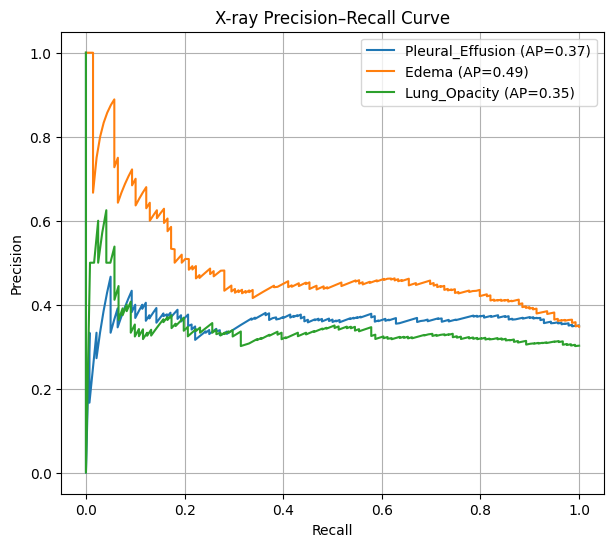 X-ray Precision–Recall Curve
Pleural_Effusion (AP=0.37)
Edema (AP=0.49)
Lung_Opacity (AP=0.35)
Precision
1.0
0.8
0.6
0.4
0.2
0.0
0.0 0.2 0.4 0.6 0.8 1.0
Recall